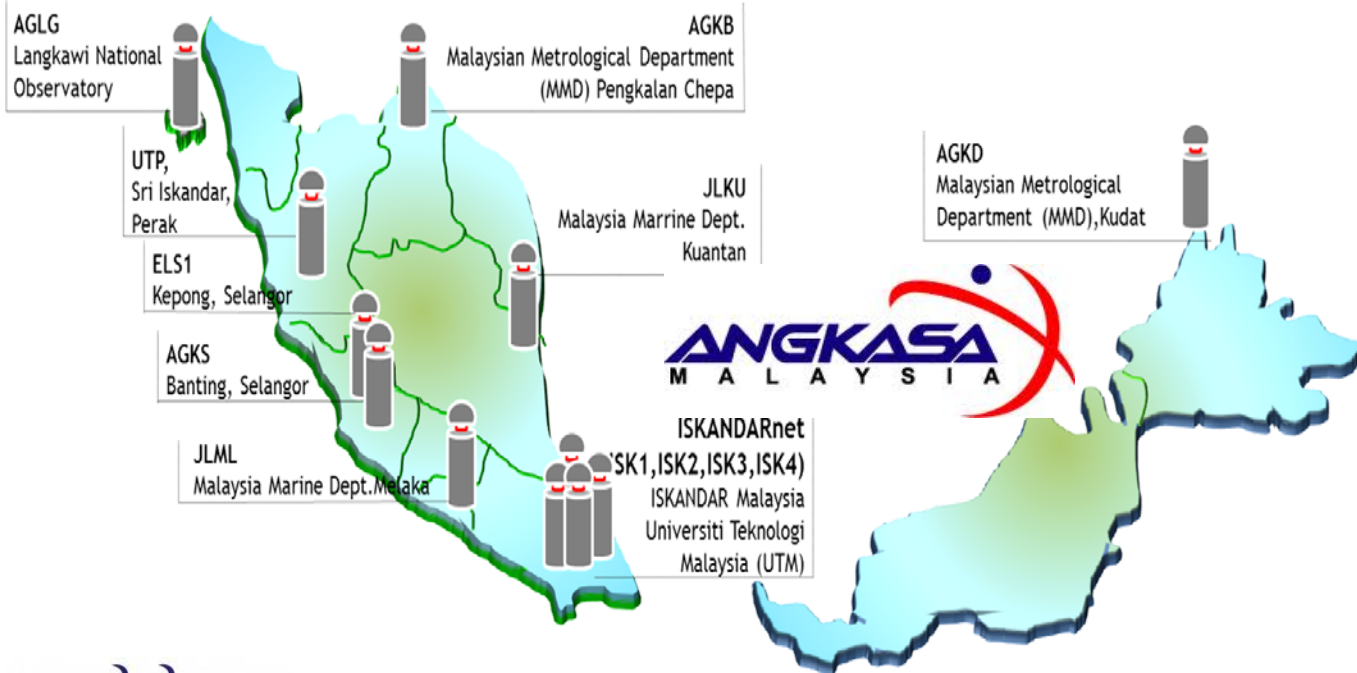 AGLG
Langkawi National
Observatory
AGKB
Malaysian Metrological Department
(MMD) Pengkalan Chepa
UTP,
Sri Iskandar,
Perak
JLKU
Malaysia Marrine Dept.
Kuantan
AGKD
Malaysian Metrological
Department (MMD),Kudat
ELS1
Kepong, Selangor
AGKS
Banting, Selangor
ANGKASA
MALAYSIA
JLML
Malaysia Marine Dept.Melaka
ISKANDARnet
ISK1,ISK2,ISK3,ISK4)
ISKANDAR Malaysia
Universiti Teknologi
Malaysia (UTM)